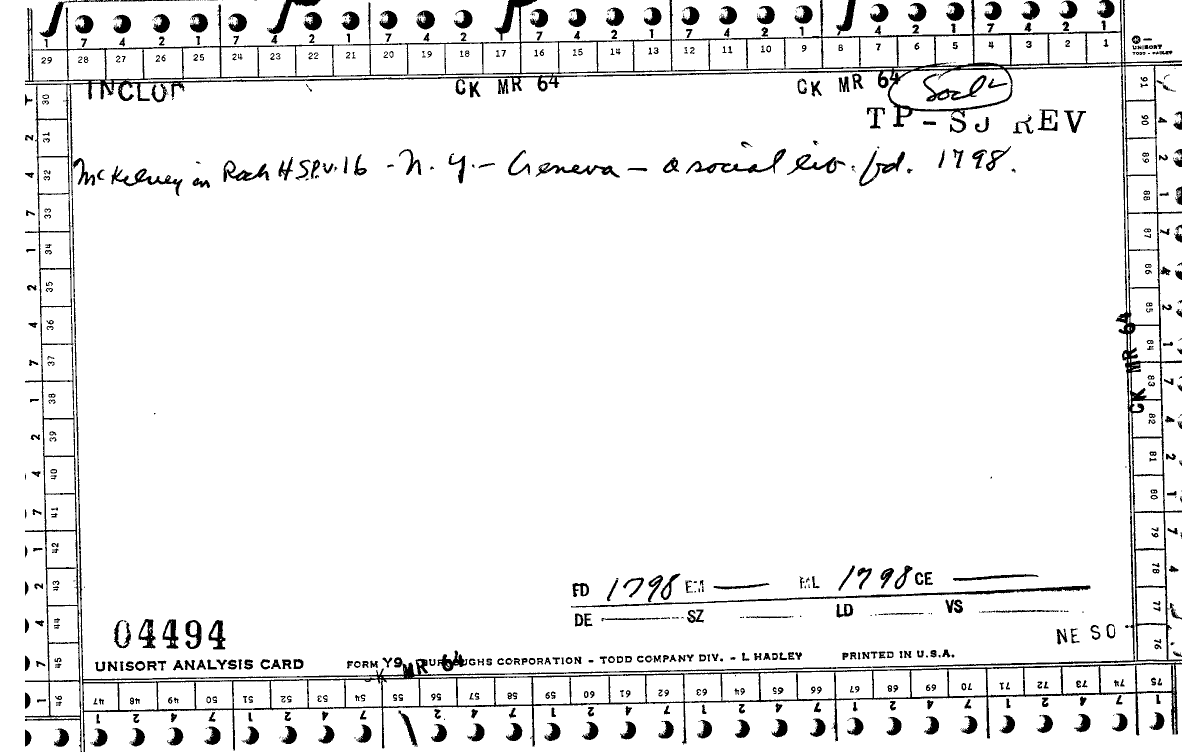 7 4 2 1 7 4 2 1 7 4 2 1 7 4 2 1 7 4 2 1 7 4 2 1
29 28 27 26 25 24 23 22 21 20 19 18 17 16 15 14 13 12 11 10 9 8 7 6 5 4 3 2 1
UNISORT
TODD - HADLEY
INCLOP CK MR 64 CK MR 64 Socl
TP-SJ REV
McKelvey in Roch HSP.v.16 - N. Y. - Geneva - a social lib. fd. 1798.
30 31 32 33 34 35 36 37 38 39 40 41 42 43 44 45 46
91 90 89 88 87 86 85 84 83 82 81 80 79 78 77 76
CK MR 64
FD 1798 EM — ML 1798 CE —
DE SZ LD VS
NE SO
04494
UNISORT ANALYSIS CARD FORM Y9 BURROUGHS CORPORATION - TODD COMPANY DIV. - L HADLEY PRINTED IN U.S.A.
CK MR 64
47 48 49 50 51 52 53 54 55 56 57 58 59 60 61 62 63 64 65 66 67 68 69 70 71 72 73 74 75